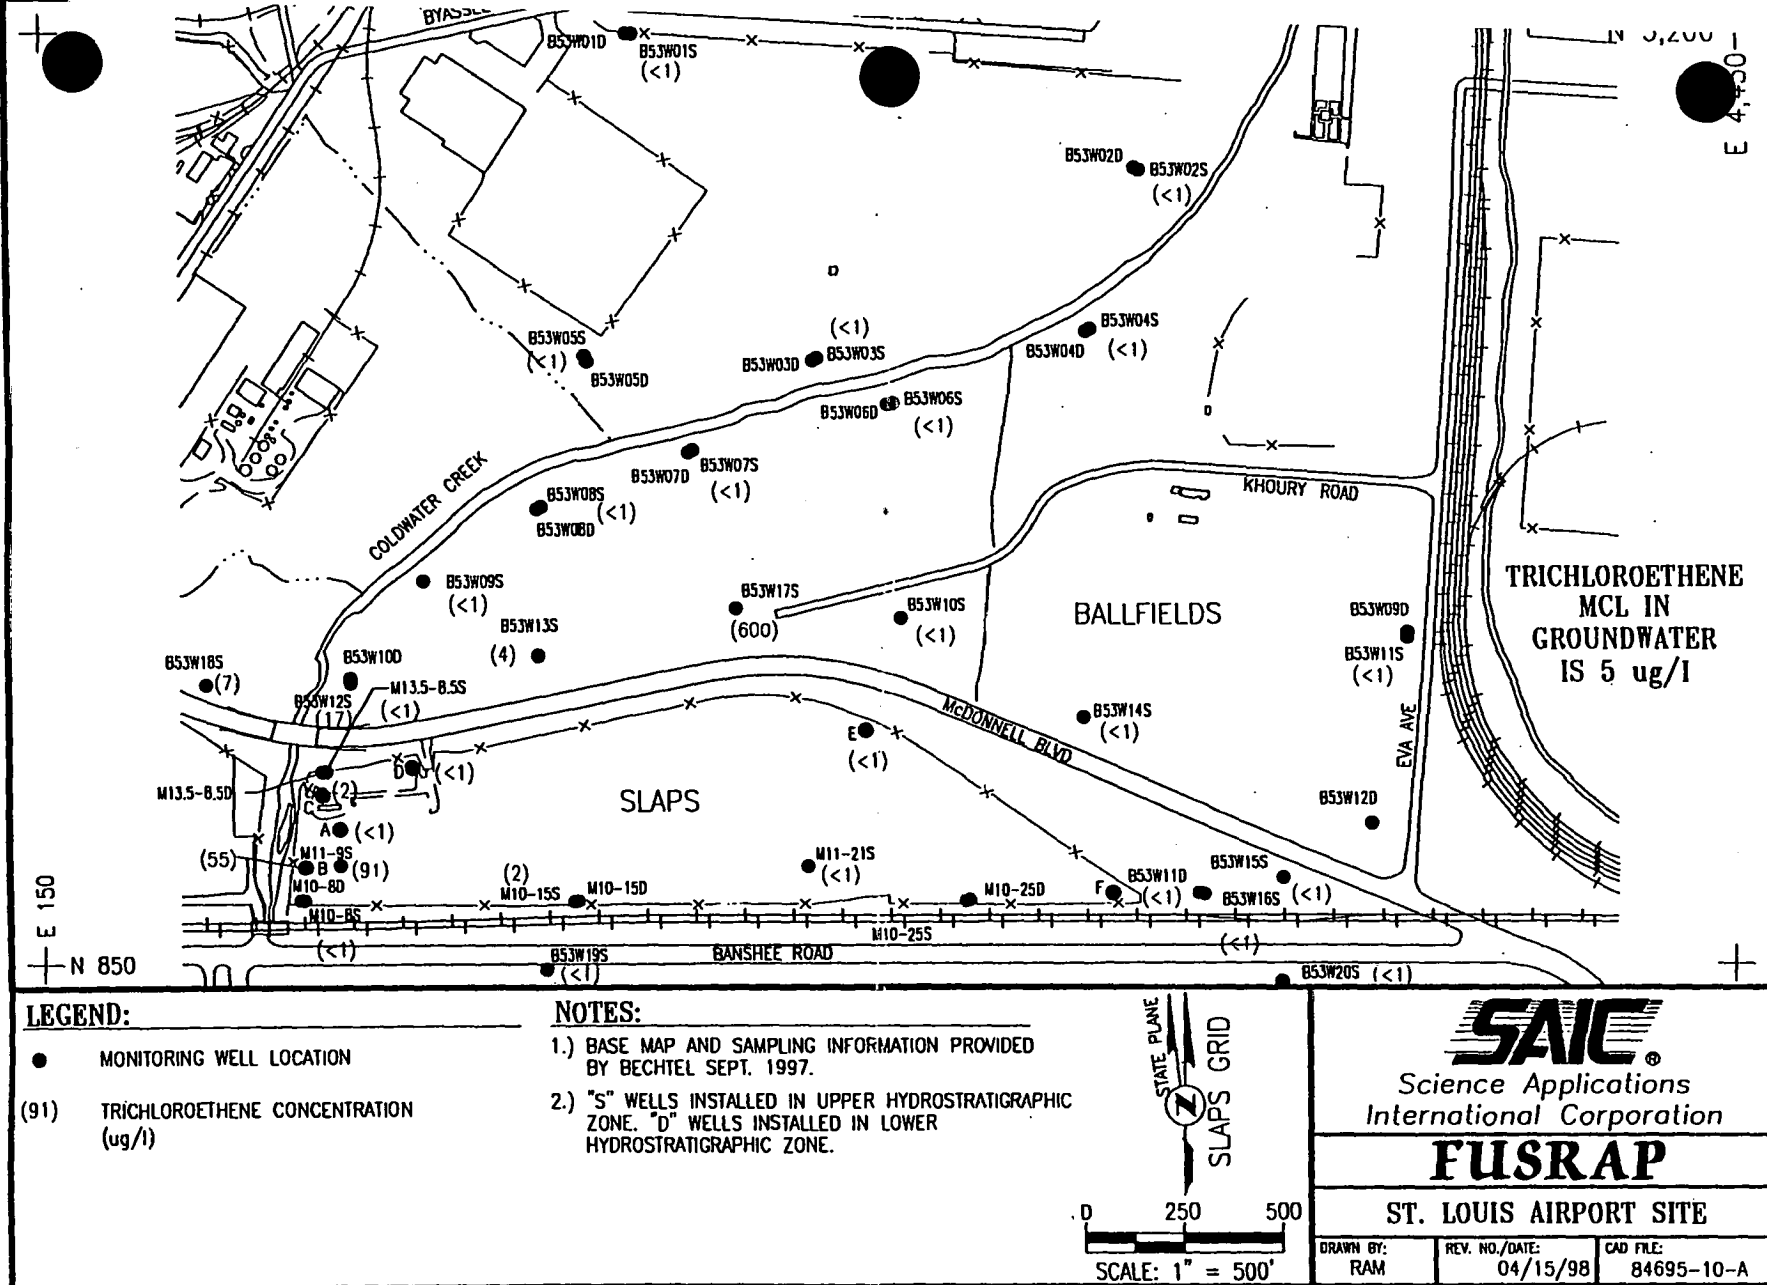 BYASSEE
B53W01D
B53W01S
(<1)
N 5,200
E 4,450
B53W02D
B53W02S
(<1)
B53W05S
(<1)
B53W05D
(<1)
B53W03D
B53W03S
B53W04S
B53W04D
(<1)
B53W06D
B53W06S
(<1)
B53W07D
B53W07S
(<1)
COLDWATER CREEK
B53W08S
(<1)
B53W08D
KHOURY ROAD
B53W09S
(<1)
B53W17S
(600)
B53W10S
(<1)
BALLFIELDS
B53W09D
B53W11S
(<1)
TRICHLOROETHENE
MCL IN
GROUNDWATER
IS 5 ug/l
B53W13S
(4)
B53W18S
(7)
B53W10D
B53W12S
(17)
M13.5-8.5S
(<1)
McDONNELL BLVD
B53W14S
(<1)
EVA AVE
E
(<1)
D
(<1)
M13.5-8.5D
(2)
C
SLAPS
A
(<1)
B53W12D
(55)
M11-9S
B
(91)
M10-8D
M10-8S
(<1)
(2)
M10-15S
M10-15D
M11-21S
(<1)
M10-25D
M10-25S
F
B53W11D
(<1)
B53W15S
B53W16S
(<1)
(<1)
E 150
N 850
BANSHEE ROAD
B53W19S
(<1)
B53W20S (<1)
LEGEND:
MONITORING WELL LOCATION
(91) TRICHLOROETHENE CONCENTRATION
(ug/l)
NOTES:
1.) BASE MAP AND SAMPLING INFORMATION PROVIDED
BY BECHTEL SEPT. 1997.
2.) "S" WELLS INSTALLED IN UPPER HYDROSTRATIGRAPHIC
ZONE. "D" WELLS INSTALLED IN LOWER
HYDROSTRATIGRAPHIC ZONE.
STATE PLANE
N
SLAPS GRID
0 250 500
SCALE: 1" = 500'
SAIC®
Science Applications
International Corporation
FUSRAP
ST. LOUIS AIRPORT SITE
DRAWN BY:
RAM
REV. NO./DATE:
04/15/98
CAD FILE:
84695-10-A